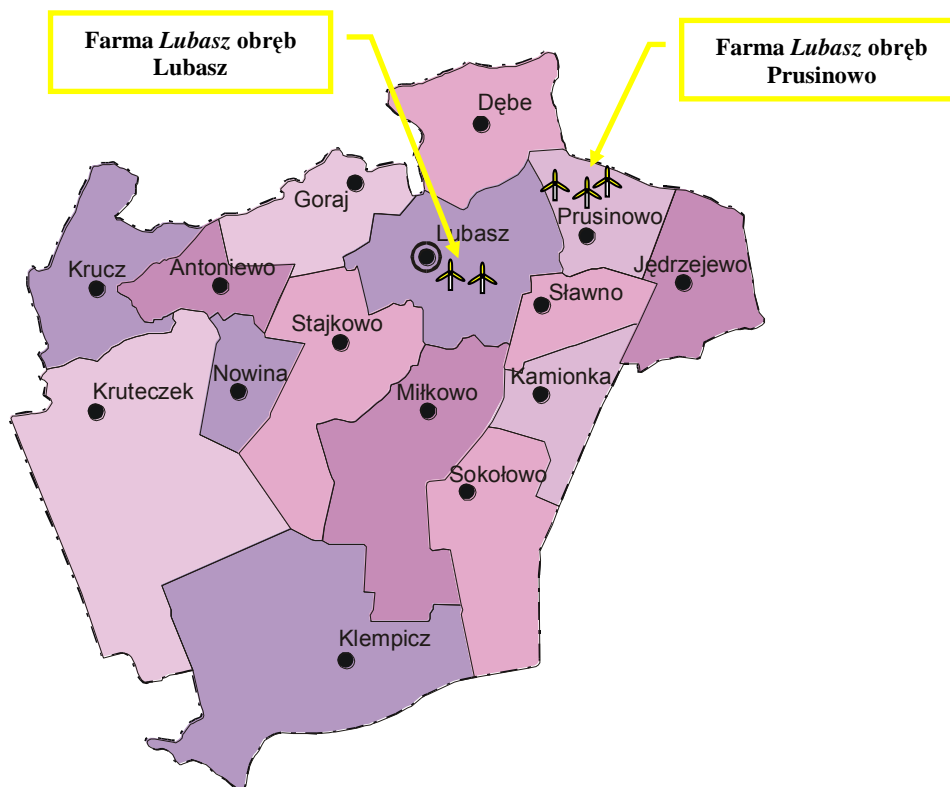 Farma Lubasz obręb
Lubasz
Farma Lubasz obręb
Prusinowo
Dębe
Goraj
Prusinowo
Lubasz
Krucz
Antoniewo
Jędrzejewo
Sławno
Stajkowo
Nowina
Kamionka
Kruteczek
Miłkowo
Sokołowo
Klempicz